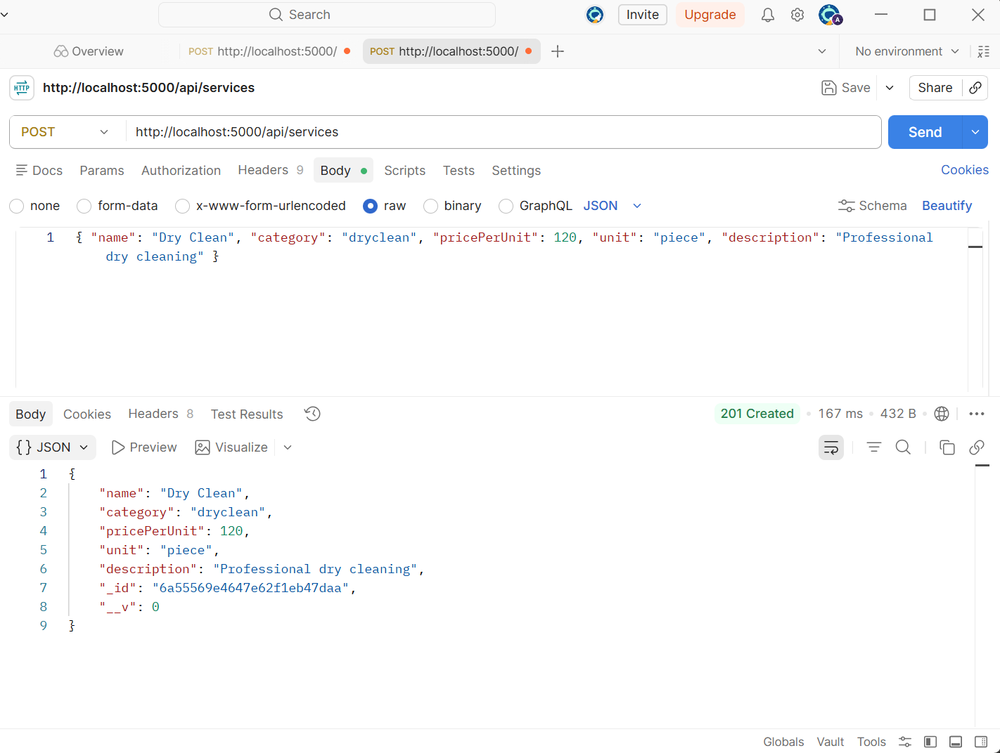 Search
Invite
Upgrade
A
Overview
POST http://localhost:5000/
POST http://localhost:5000/
No environment
HTTP
http://localhost:5000/api/services
Save
Share
POST
http://localhost:5000/api/services
Send
Docs
Params
Authorization
Headers 9
Body
Scripts
Tests
Settings
Cookies
none
form-data
x-www-form-urlencoded
raw
binary
GraphQL
JSON
Schema
Beautify
1 { "name": "Dry Clean", "category": "dryclean", "pricePerUnit": 120, "unit": "piece", "description": "Professional
dry cleaning" }
Body
Cookies
Headers 8
Test Results
201 Created
167 ms
432 B
{} JSON
Preview
Visualize
1 {
2 "name": "Dry Clean",
3 "category": "dryclean",
4 "pricePerUnit": 120,
5 "unit": "piece",
6 "description": "Professional dry cleaning",
7 "_id": "6a55569e4647e62f1eb47daa",
8 "__v": 0
9 }
Globals
Vault
Tools